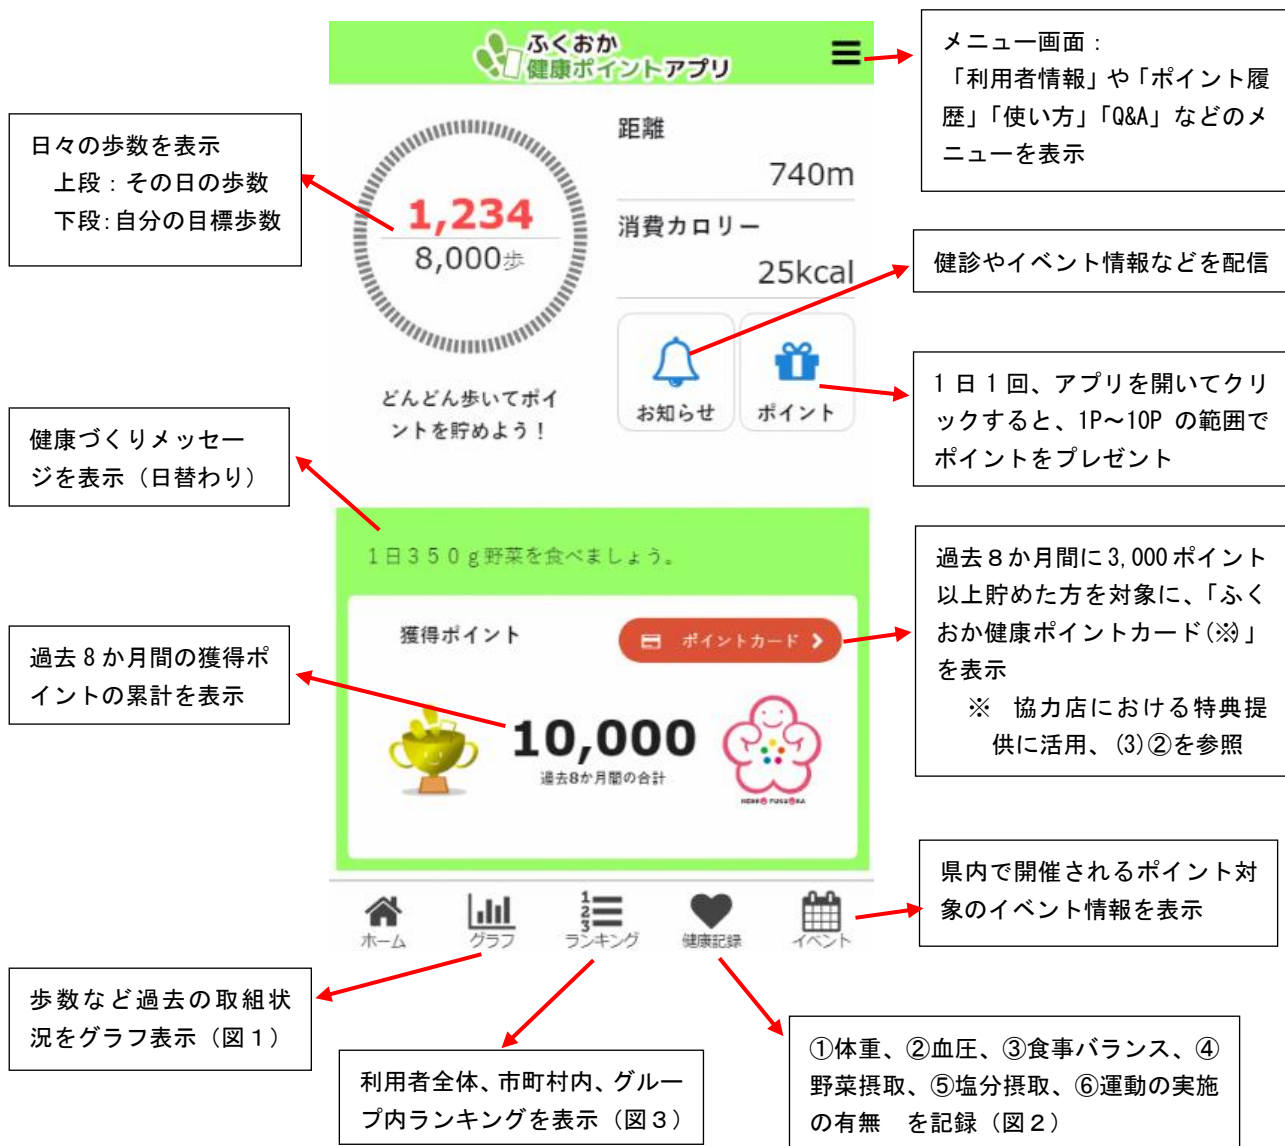 ふくおか
健康ポイントアプリ
メニュー画面：
「利用者情報」や「ポイント履
歴」「使い方」「Q&A」などのメ
ニューを表示
日々の歩数を表示
上段：その日の歩数
下段：自分の目標歩数
1,234
8,000歩
距離
740m
消費カロリー
25kcal
健診やイベント情報などを配信
お知らせ
ポイント
どんどん歩いてポイ
ントを貯めよう！
1日1回、アプリを開いてクリ
ックすると、1P～10P の範囲で
ポイントをプレゼント
健康づくりメッセー
ジを表示（日替わり）
1日350g野菜を食べましょう。
過去８か月間に3,000ポイント
以上貯めた方を対象に、「ふく
おか健康ポイントカード(※)」
を表示
※　協力店における特典提
供に活用、(3)②を参照
獲得ポイント
ポイントカード
過去８か月間の獲得ポ
イントの累計を表示
10,000
過去8か月間の合計
県内で開催されるポイント対
象のイベント情報を表示
ホーム
グラフ
1
2
3
ランキング
健康記録
イベント
歩数など過去の取組状
況をグラフ表示（図１）
利用者全体、市町村内、グルー
プ内ランキングを表示（図３）
①体重、②血圧、③食事バランス、④
野菜摂取、⑤塩分摂取、⑥運動の実施
の有無　を記録（図２）